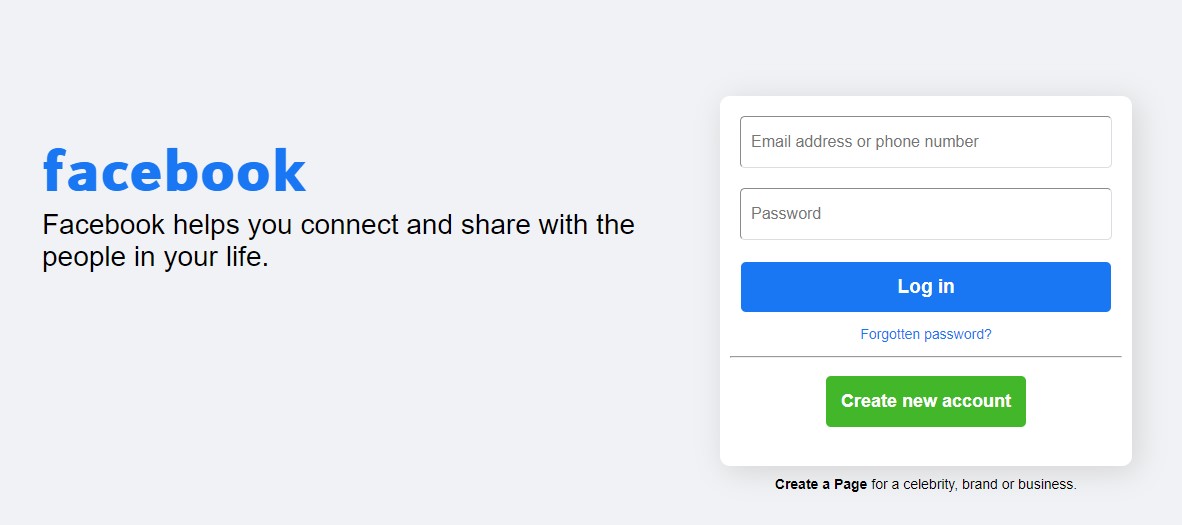 facebook
Facebook helps you connect and share with the
people in your life.
Email address or phone number
Password
Log in
Forgotten password?
Create new account
Create a Page for a celebrity, brand or business.